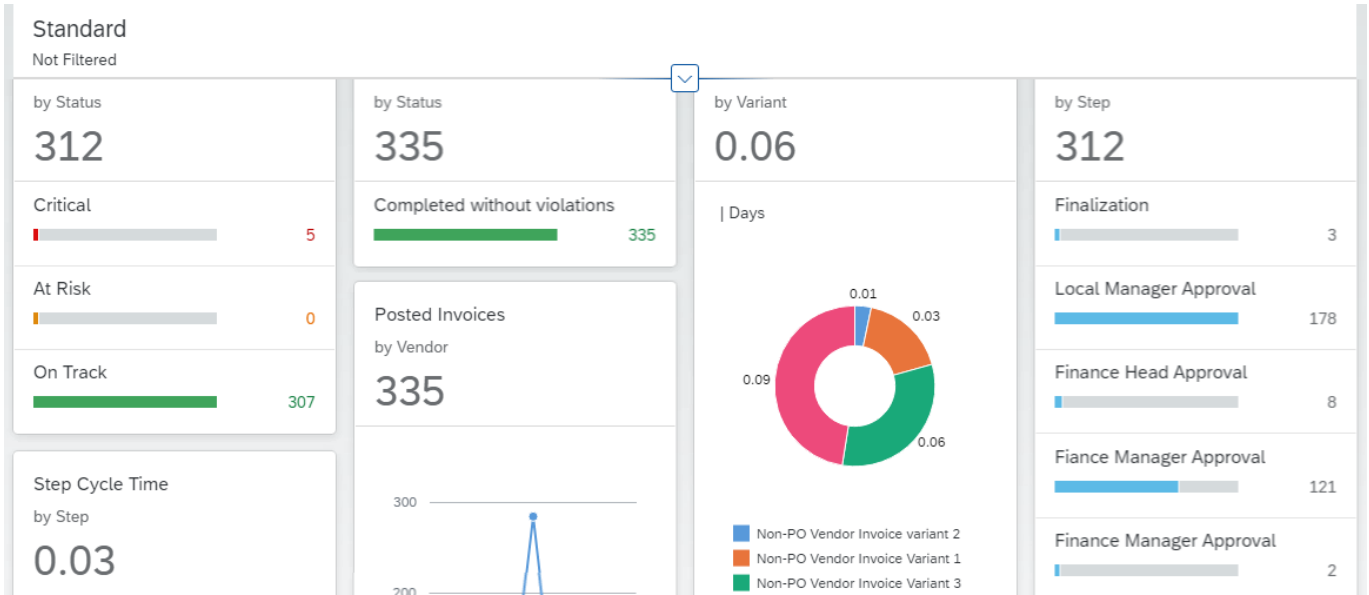 Standard
Not Filtered
by Status
312
Critical
5
At Risk
0
On Track
307
Step Cycle Time
by Step
0.03
by Status
335
Completed without violations
335
Posted Invoices
by Vendor
335
300
200
by Variant
0.06
| Days
0.01
0.03
0.09
0.06
Non-PO Vendor Invoice variant 2
Non-PO Vendor Invoice Variant 1
Non-PO Vendor Invoice Variant 3
by Step
312
Finalization
3
Local Manager Approval
178
Finance Head Approval
8
Fiance Manager Approval
121
Finance Manager Approval
2